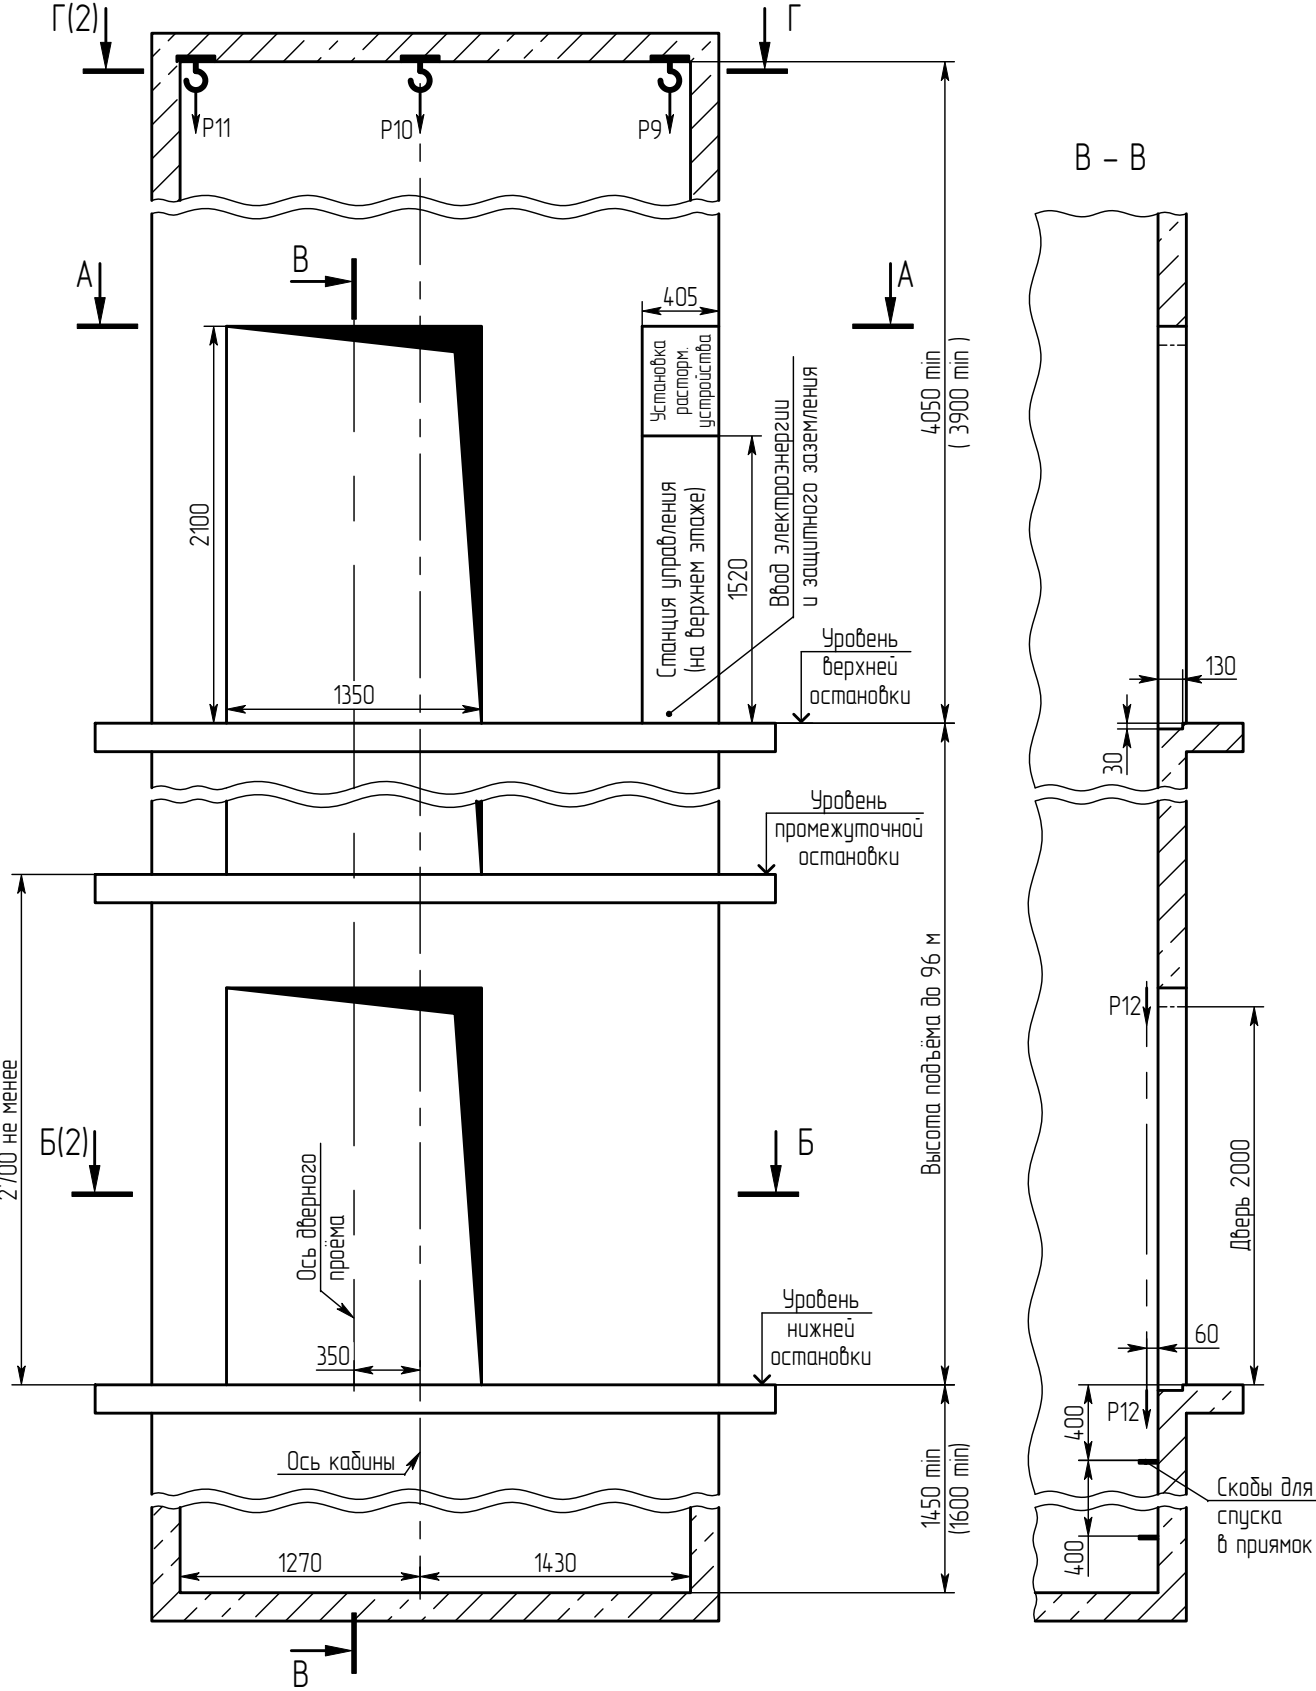 Г(2)
Г
P11
P10
P9
В – В
А
В
А
405
Установка
расторм.
устройства
Ввод электроэнергии
и защитного заземления
4050 min
( 3900 min )
2100
Станция управления
(на верхнем этаже)
1520
1350
Уровень
верхней
остановки
130
30
Уровень
промежуточной
остановки
2700 не менее
Высота подъёма до 96 м
P12
Дверь 2000
Б(2)
Б
Ось дверного
проёма
350
Уровень
нижней
остановки
60
400
P12
Ось кабины
1450 min
(1600 min)
Скобы для
спуска
в приямок
400
1270
1430
В